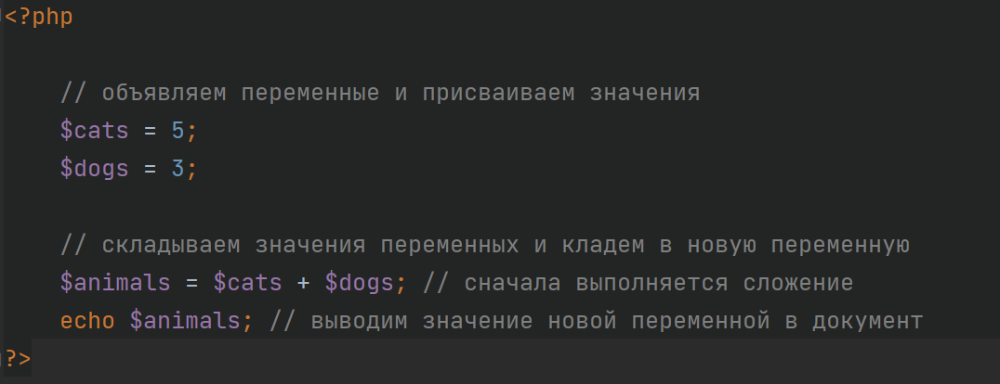 <?php
// объявляем переменные и присваиваем значения
$cats = 5;
$dogs = 3;
// складываем значения переменных и кладем в новую переменную
$animals = $cats + $dogs; // сначала выполняется сложение
echo $animals; // выводим значение новой переменной в документ
?>